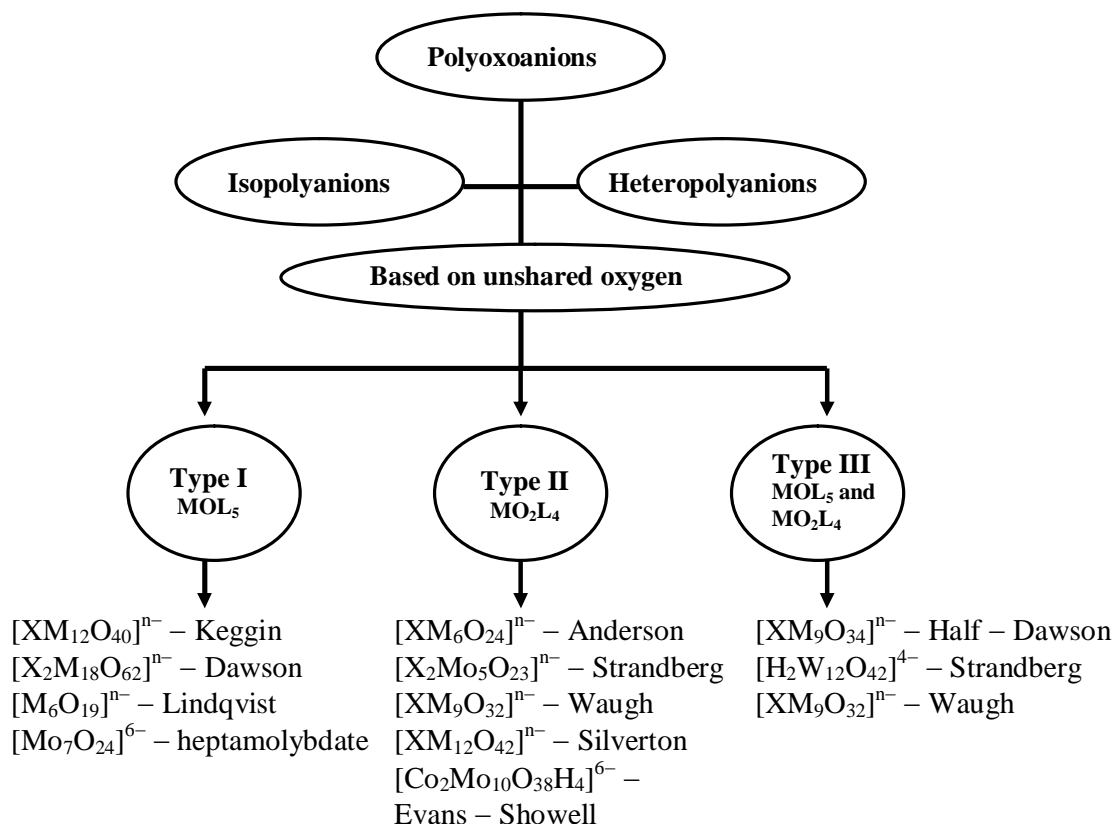 Polyoxoanions
Isopolyanions
Heteropolyanions
Based on unshared oxygen
Type I
MOL₅
Type II
MO₂L₄
Type III
MOL₅ and
MO₂L₄
[XM₁₂O₄₀]ⁿ⁻ – Keggin
[X₂M₁₈O₆₂]ⁿ⁻ – Dawson
[M₆O₁₉]ⁿ⁻ – Lindqvist
[Mo₇O₂₄]⁶⁻ – heptamolybdate
[XM₆O₂₄]ⁿ⁻ – Anderson
[X₂Mo₅O₂₃]ⁿ⁻ – Strandberg
[XM₉O₃₂]ⁿ⁻ – Waugh
[XM₁₂O₄₂]ⁿ⁻ – Silverton
[Co₂Mo₁₀O₃₈H₄]⁶⁻ –
Evans – Showell
[XM₉O₃₄]ⁿ⁻ – Half – Dawson
[H₂W₁₂O₄₂]⁴⁻ – Strandberg
[XM₉O₃₂]ⁿ⁻ – Waugh